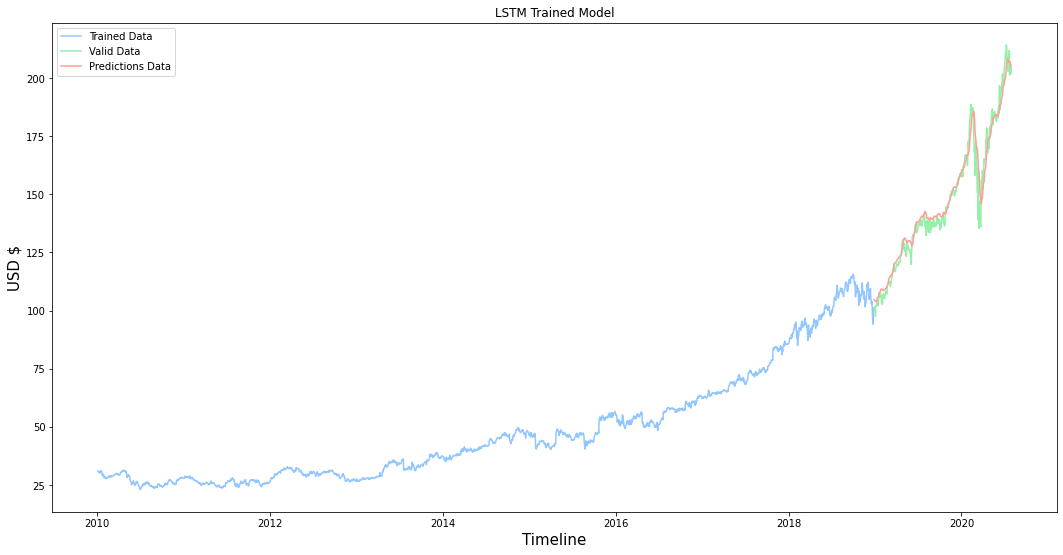 LSTM Trained Model
Trained Data
Valid Data
Predictions Data
200
175
150
125
100
75
50
25
USD $
2010 2012 2014 2016 2018 2020
Timeline